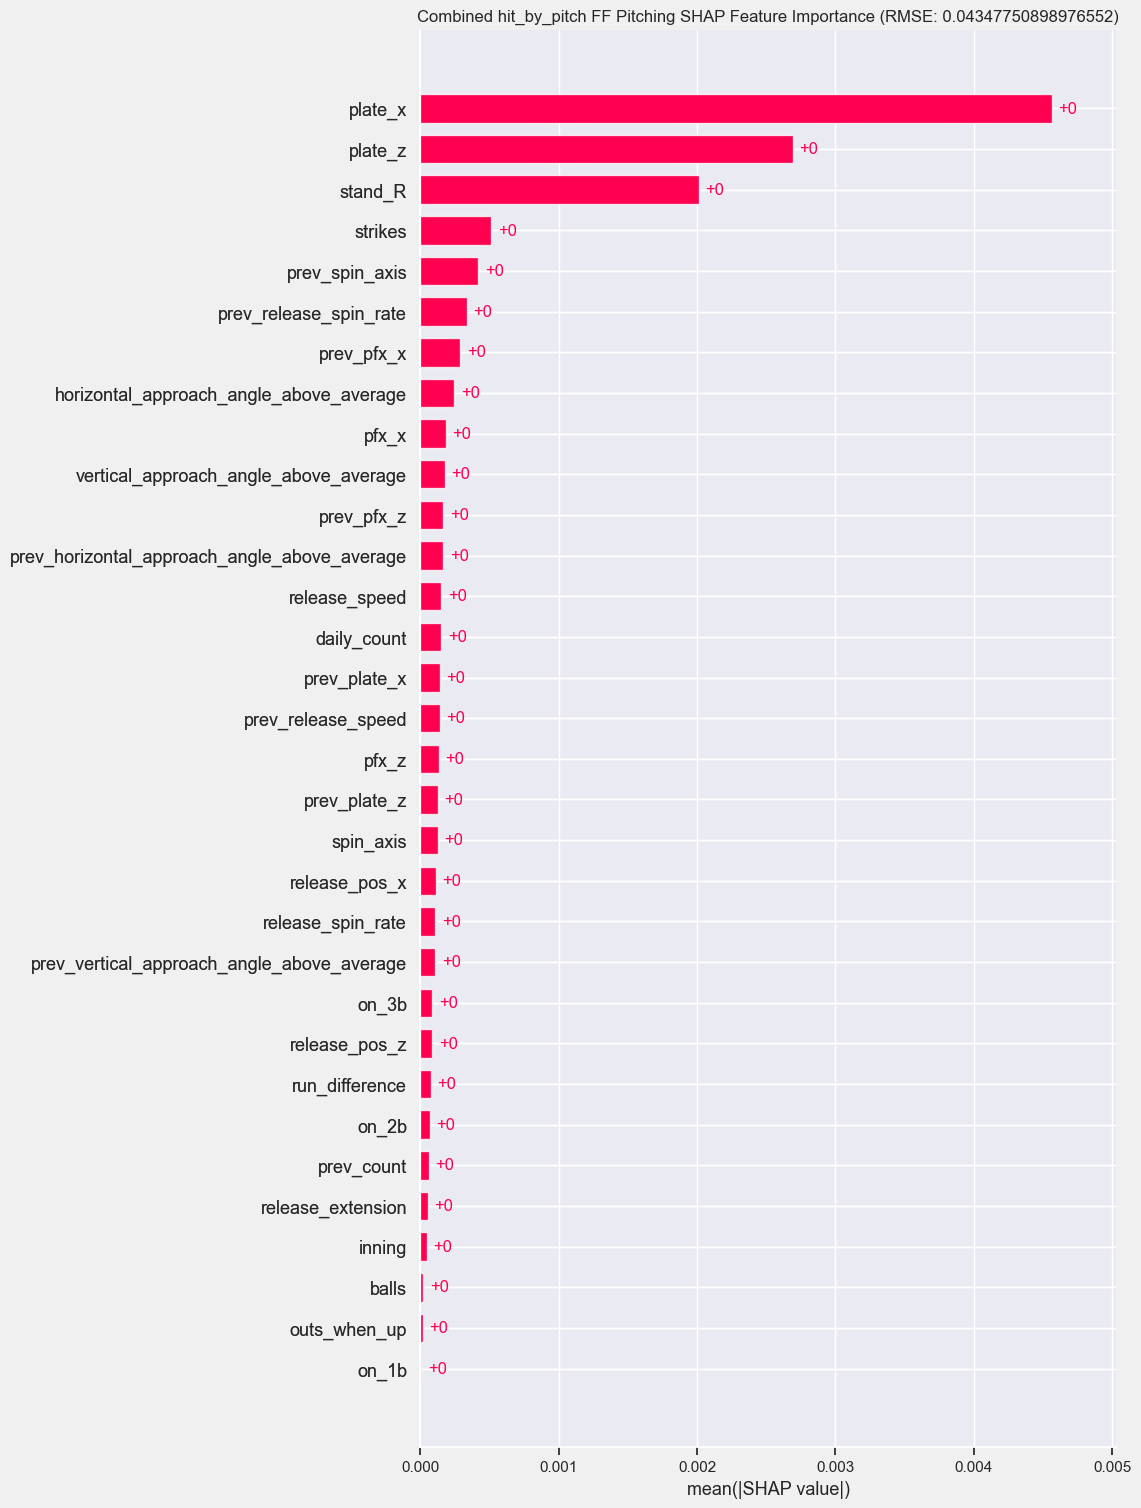 Combined hit_by_pitch FF Pitching SHAP Feature Importance (RMSE: 0.04347750898976552)
plate_x +0
plate_z +0
stand_R +0
strikes +0
prev_spin_axis +0
prev_release_spin_rate +0
prev_pfx_x +0
horizontal_approach_angle_above_average +0
pfx_x +0
vertical_approach_angle_above_average +0
prev_pfx_z +0
prev_horizontal_approach_angle_above_average +0
release_speed +0
daily_count +0
prev_plate_x +0
prev_release_speed +0
pfx_z +0
prev_plate_z +0
spin_axis +0
release_pos_x +0
release_spin_rate +0
prev_vertical_approach_angle_above_average +0
on_3b +0
release_pos_z +0
run_difference +0
on_2b +0
prev_count +0
release_extension +0
inning +0
balls +0
outs_when_up +0
on_1b +0
0.000 0.001 0.002 0.003 0.004 0.005
mean(|SHAP value|)